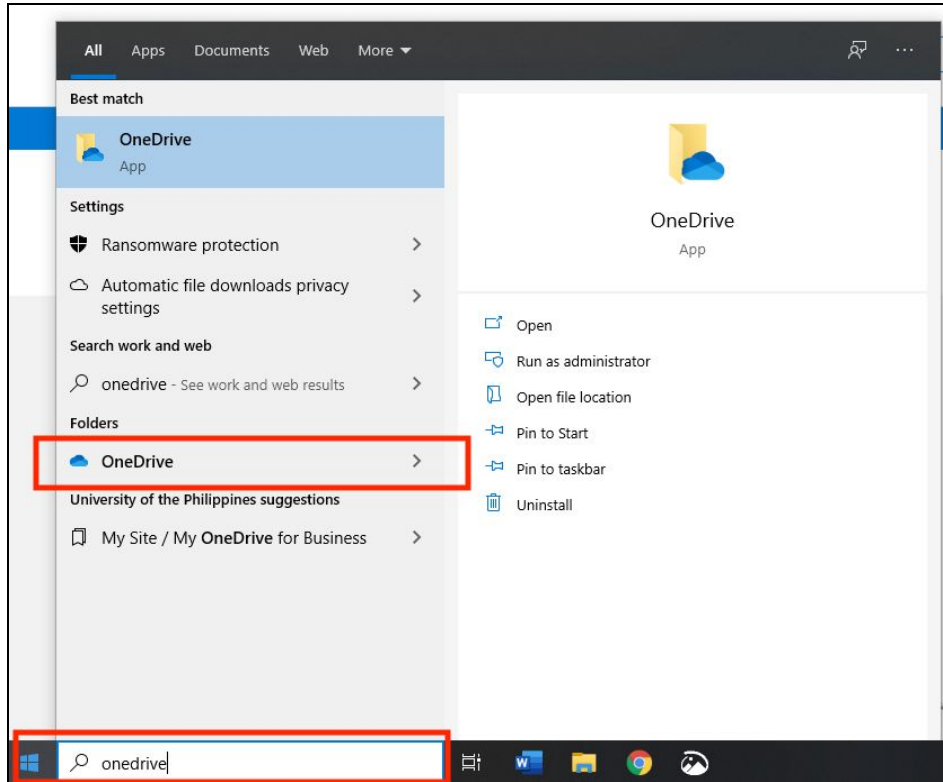 All Apps Documents Web More
Best match
OneDrive
App
Settings
Ransomware protection
Automatic file downloads privacy
settings
Search work and web
onedrive - See work and web results
Folders
OneDrive
University of the Philippines suggestions
My Site / My OneDrive for Business
OneDrive
App
Open
Run as administrator
Open file location
Pin to Start
Pin to taskbar
Uninstall
onedrive
W